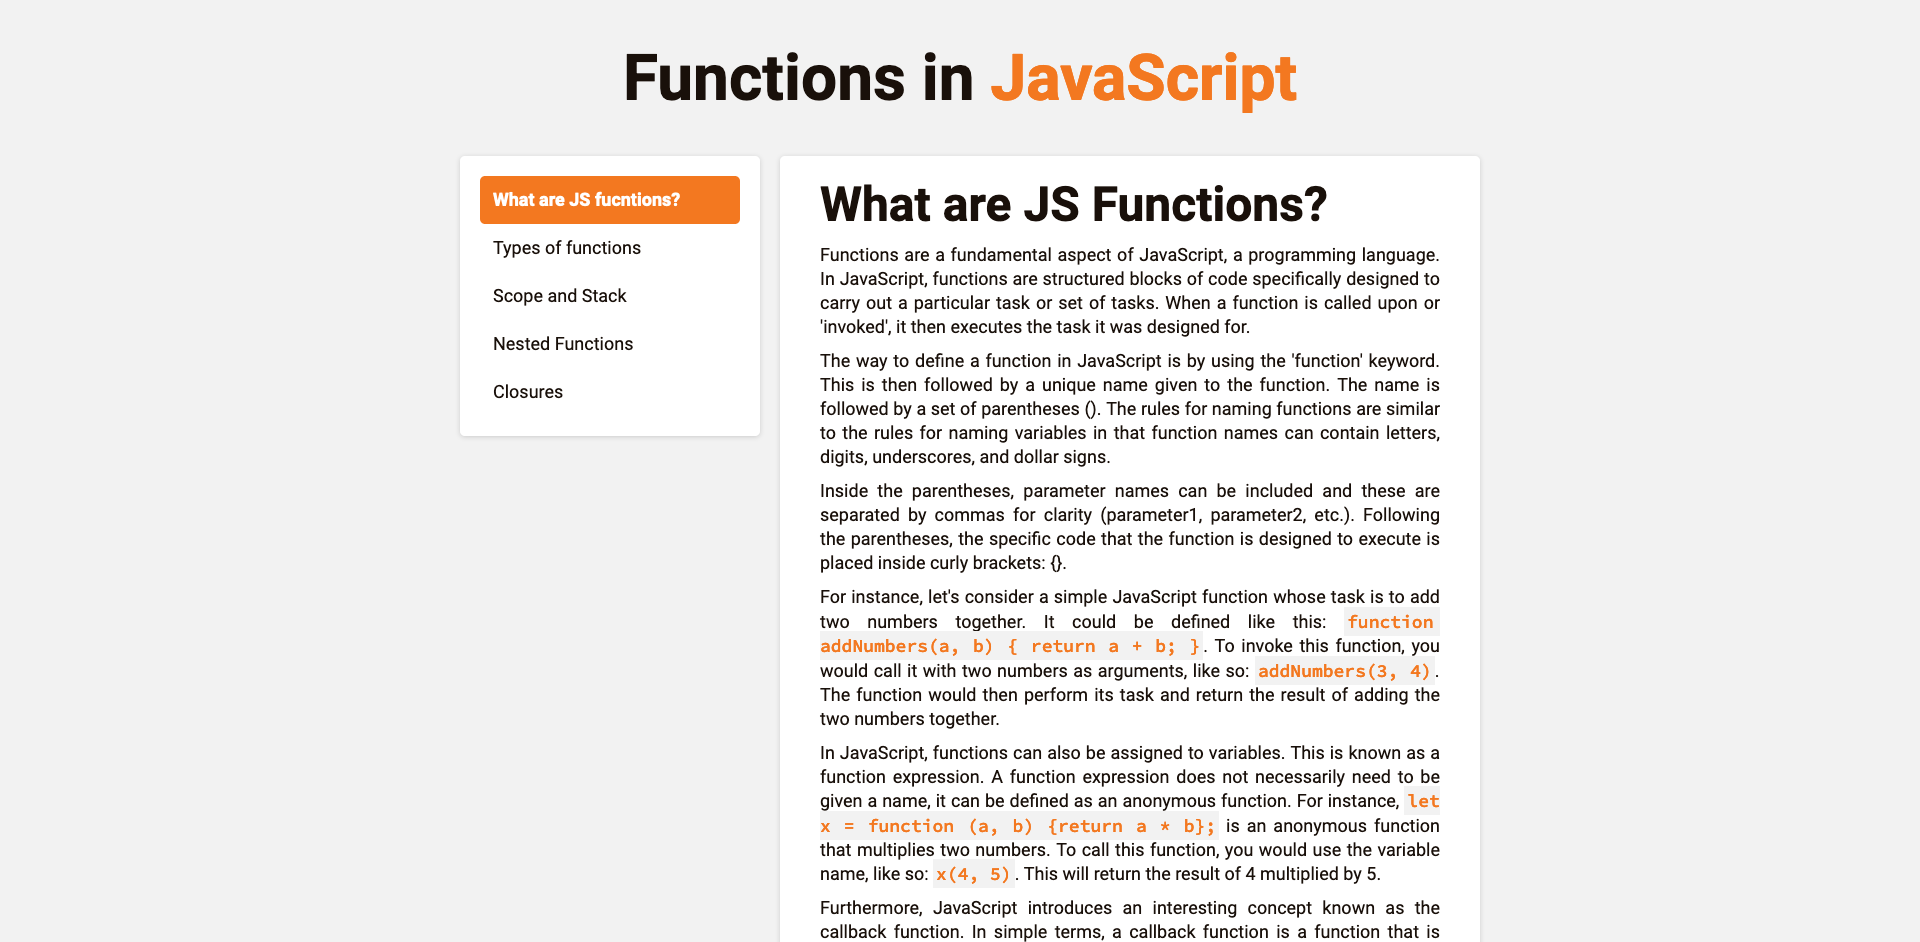 Functions in JavaScript
What are JS fucntions?
Types of functions
Scope and Stack
Nested Functions
Closures
What are JS Functions?
Functions are a fundamental aspect of JavaScript, a programming language.
In JavaScript, functions are structured blocks of code specifically designed to
carry out a particular task or set of tasks. When a function is called upon or
'invoked', it then executes the task it was designed for.
The way to define a function in JavaScript is by using the 'function' keyword.
This is then followed by a unique name given to the function. The name is
followed by a set of parentheses (). The rules for naming functions are similar
to the rules for naming variables in that function names can contain letters,
digits, underscores, and dollar signs.
Inside the parentheses, parameter names can be included and these are
separated by commas for clarity (parameter1, parameter2, etc.). Following
the parentheses, the specific code that the function is designed to execute is
placed inside curly brackets: {}.
For instance, let's consider a simple JavaScript function whose task is to add
two numbers together. It could be defined like this: function
addNumbers(a, b) { return a + b; }. To invoke this function, you
would call it with two numbers as arguments, like so: addNumbers(3, 4).
The function would then perform its task and return the result of adding the
two numbers together.
In JavaScript, functions can also be assigned to variables. This is known as a
function expression. A function expression does not necessarily need to be
given a name, it can be defined as an anonymous function. For instance, let
x = function (a, b) {return a * b}; is an anonymous function
that multiplies two numbers. To call this function, you would use the variable
name, like so: x(4, 5). This will return the result of 4 multiplied by 5.
Furthermore, JavaScript introduces an interesting concept known as the
callback function. In simple terms, a callback function is a function that is